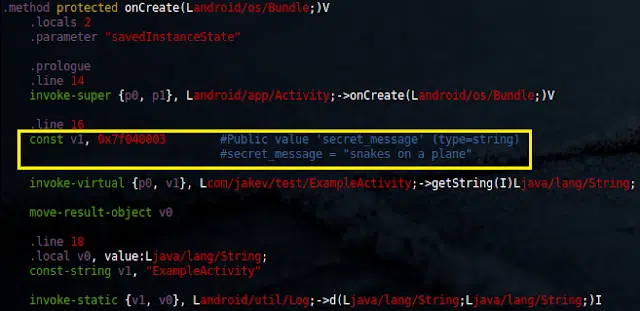 .method protected onCreate(Landroid/os/Bundle;)V
.locals 2
.parameter "savedInstanceState"
.prologue
.line 14
invoke-super {p0, p1}, Landroid/app/Activity;->onCreate(Landroid/os/Bundle;)V
.line 16
const v1, 0x7f040003 #Public value 'secret_message' (type=string)
#secret_message = "snakes on a plane"
invoke-virtual {p0, v1}, Lcom/jakev/test/ExampleActivity;->getString(I)Ljava/lang/String;
move-result-object v0
.line 18
.local v0, value:Ljava/lang/String;
const-string v1, "ExampleActivity"
invoke-static {v1, v0}, Landroid/util/Log;->d(Ljava/lang/String;Ljava/lang/String;)I